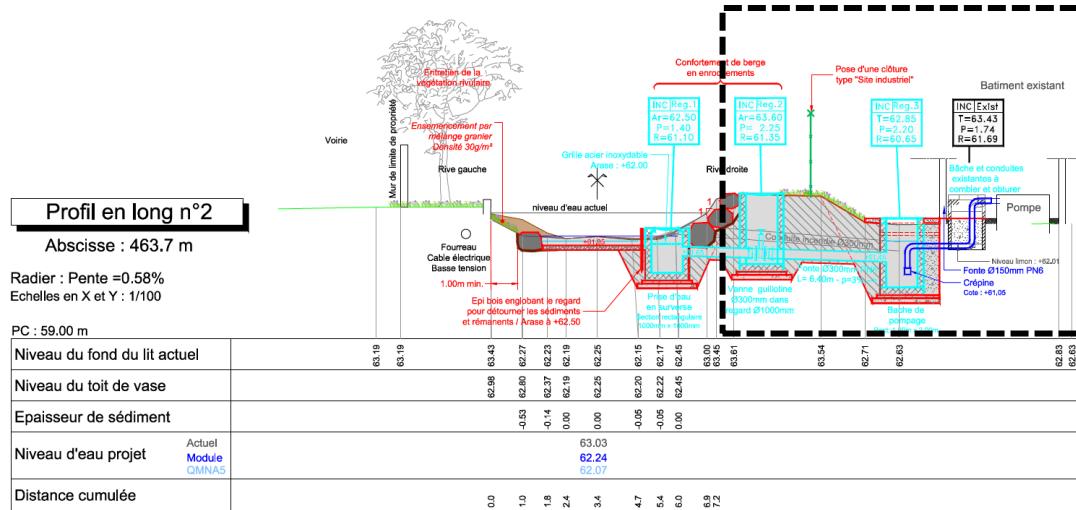 Confortement de berge
en enrochements
Pose d'une clôture
type "Site industriel"
Batiment existant
Entretien de la
végétation rivulaire
Mur de limite de propriété
Voirie
Ensemencement par
mélange granier
Densité 30g/m²
INC Reg.1
Ar=62.50
P=1.40
R=61.10
INC Reg.2
Ar=63.60
P= 2.25
R=61.35
INC Reg.3
T=62.85
P=2.20
R=60.65
INC Exist
T=63.43
P=1.74
R=61.69
Grille acier inoxydable
Arase : +62.00
Rive gauche
Rive droite
Bâche et conduites
existantes à
combler et obturer
niveau d'eau actuel
Pompe
Profil en long n°2
Abscisse : 463.7 m
Radier : Pente =0.58%
Echelles en X et Y : 1/100
PC : 59.00 m
Fourreau
Cable électrique
Basse tension
1.00m min.
Conduite incendie Ø300mm
Niveau limon : +62.01
Fonte Ø150mm PN6
Crépine
Cote : +61,05
Fonte Ø300mm
Epi bois englobant le regard
pour détourner les sédiments
et rémanents / Arase à +62.50
Prise d'eau
en surverse
Section rectangulaire
1000mm x 1000mm
Vanne guillotine
Ø300mm dans
regard Ø1000mm
Bache de
pompage
Niveau du fond du lit actuel
63.19 63.19 63.43 62.27 62.23 62.19 62.25 62.15 62.17 62.45 63.00 63.45 63.61 63.54 62.71 62.63 62.83 62.63
Niveau du toit de vase
62.98 62.80 62.37 62.19 62.25 62.20 62.22 62.45
Epaisseur de sédiment
-0.53 -0.14 0.00 0.00 -0.05 -0.05 0.00
Niveau d'eau projet
Actuel 63.03
Module 62.24
QMNA5 62.07
Distance cumulée
0.0 1.0 1.8 2.4 3.4 4.7 5.4 6.0 6.9 7.2